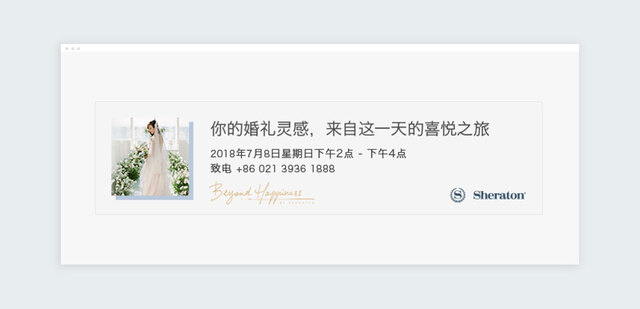 你的婚礼灵感，来自这一天的喜悦之旅
2018年7月8日星期日下午2点 - 下午4点
致电 +86 021 3936 1888
Beyond Happiness
BY SHERATON
S
Sheraton